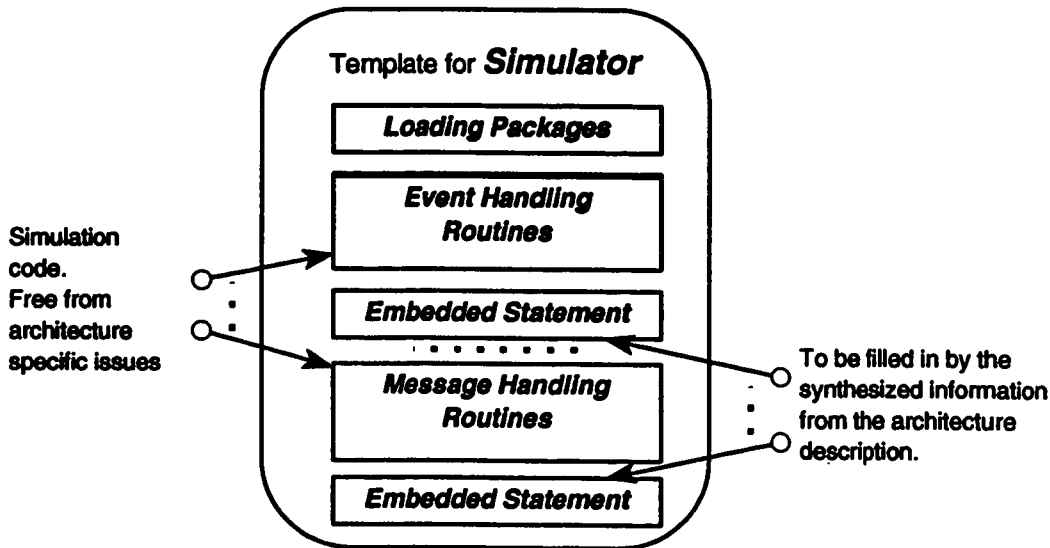 Template for Simulator
Loading Packages
Event Handling
Routines
Embedded Statement
Message Handling
Routines
Embedded Statement
Simulation
code.
Free from
architecture
specific issues
To be filled in by the
synthesized information
from the architecture
description.